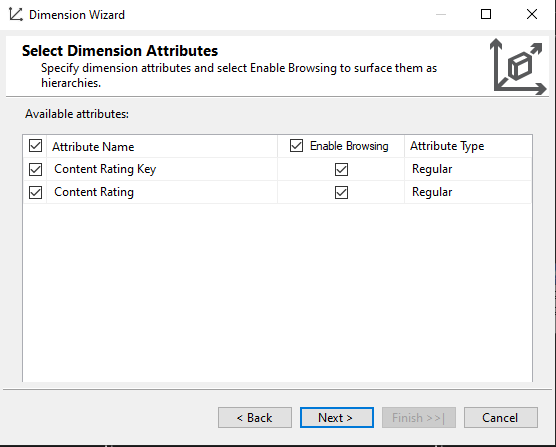 Dimension Wizard
Select Dimension Attributes
Specify dimension attributes and select Enable Browsing to surface them as
hierarchies.
Available attributes:
Attribute Name Enable Browsing Attribute Type
Content Rating Key Regular
Content Rating Regular
< Back Next > Finish >>| Cancel